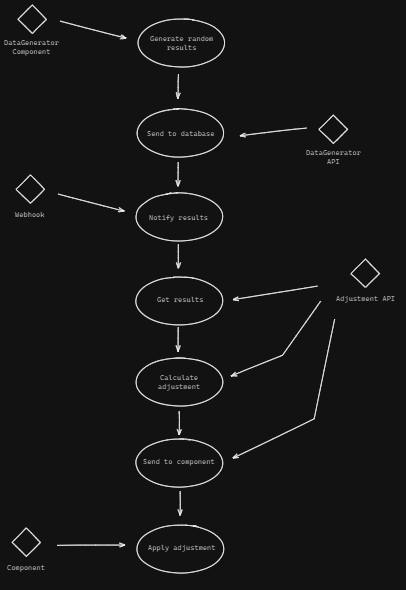 DataGenerator
Component
Generate random
results
Send to database
DataGenerator
API
Webhook
Notify results
Get results
Adjustment API
Calculate
adjustment
Send to component
Apply adjustment
Component